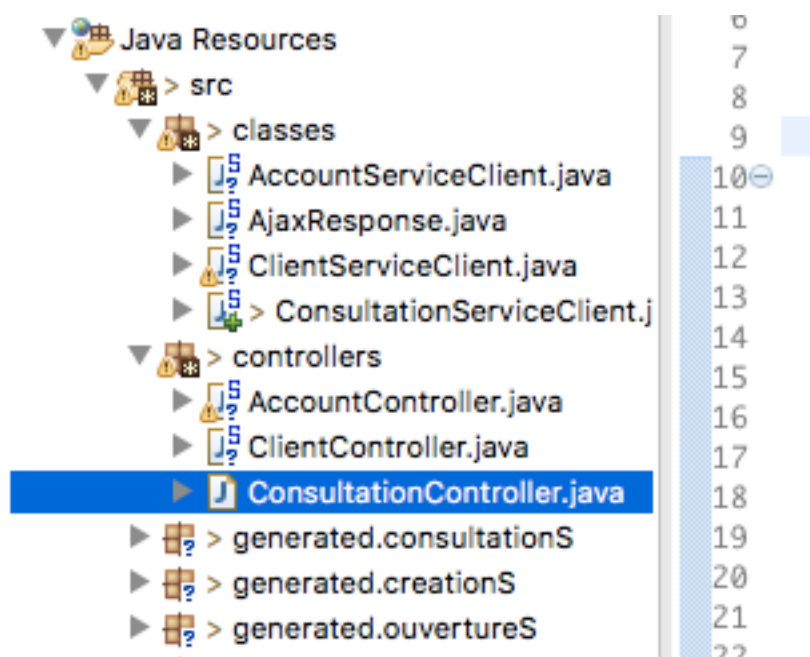 Java Resources
> src
> classes
AccountServiceClient.java
AjaxResponse.java
ClientServiceClient.java
> ConsultationServiceClient.j
> controllers
AccountController.java
ClientController.java
ConsultationController.java
> generated.consultationS
> generated.creationS
> generated.ouvertureS
6
7
8
9
10
11
12
13
14
15
16
17
18
19
20
21
22